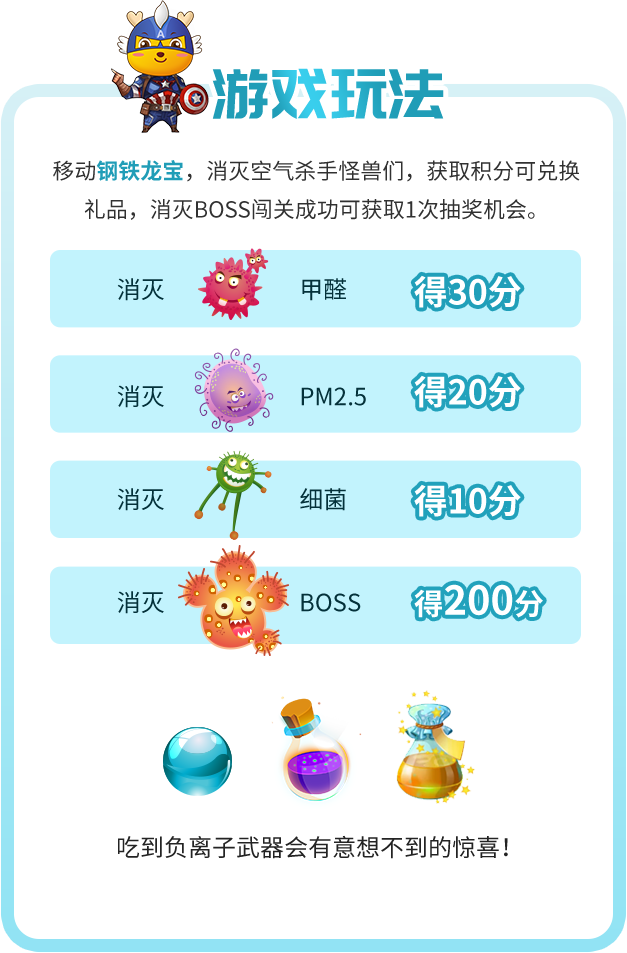 A
游戏玩法
移动钢铁龙宝，消灭空气杀手怪兽们，获取积分可兑换
礼品，消灭BOSS闯关成功可获取1次抽奖机会。
消灭 甲醛 得30分
消灭 PM2.5 得20分
消灭 细菌 得10分
消灭 BOSS 得200分
吃到负离子武器会有意想不到的惊喜！